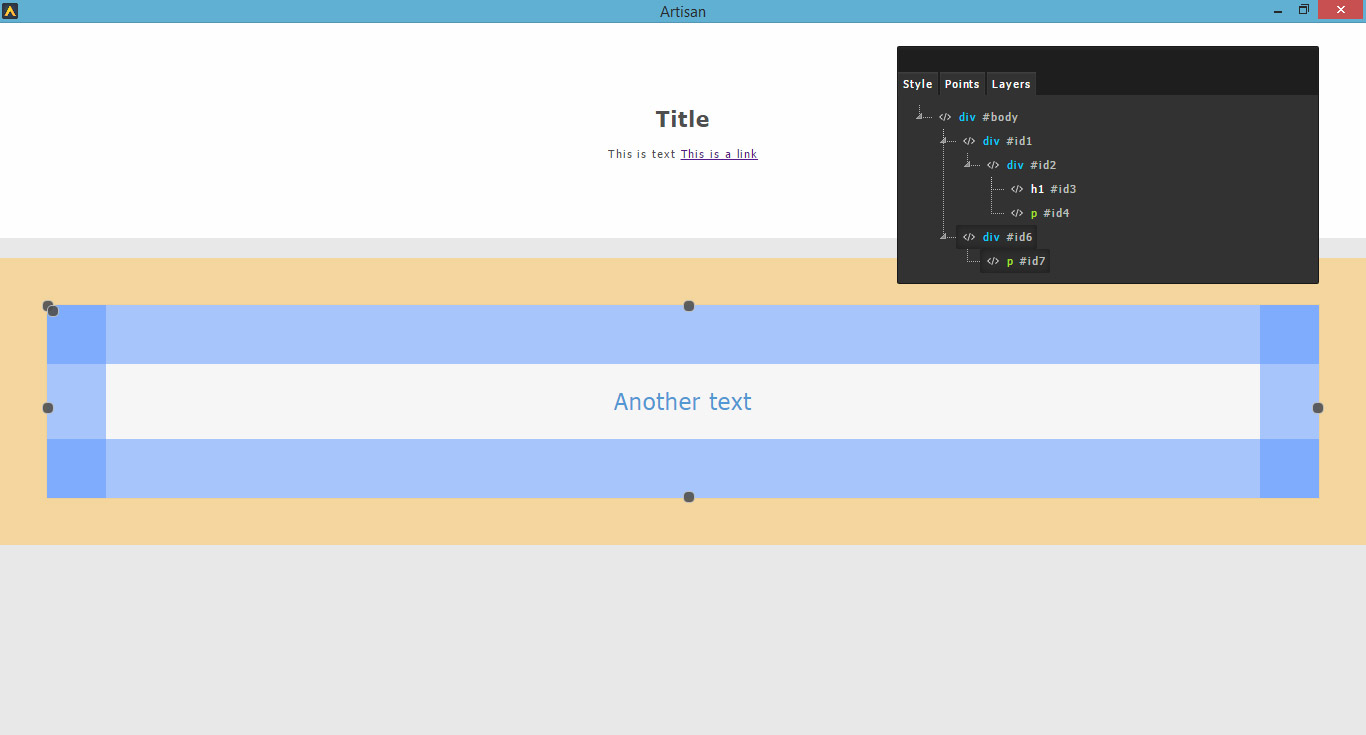 Artisan
Title
This is text This is a link
Style Points Layers
</> div #body
</> div #id1
</> div #id2
</> h1 #id3
</> p #id4
</> div #id6
</> p #id7
Another text